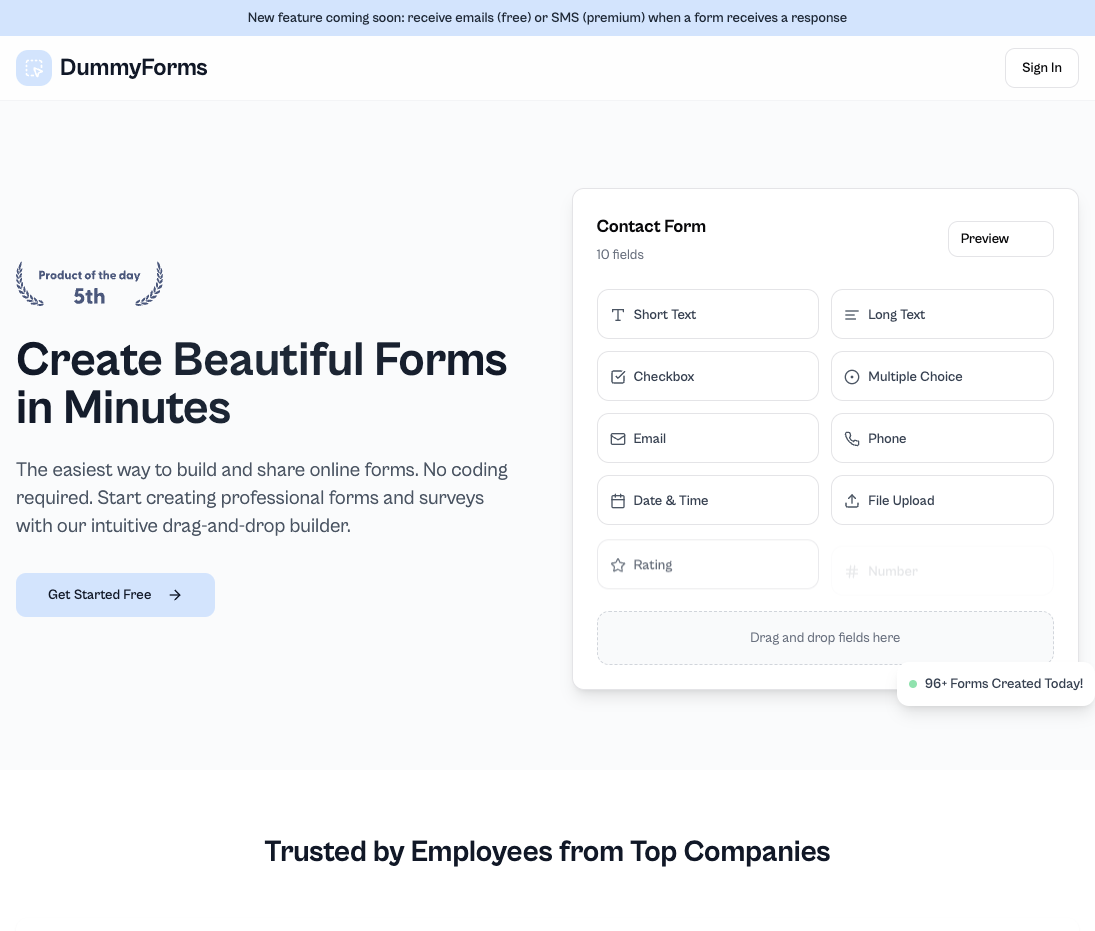 New feature coming soon: receive emails (free) or SMS (premium) when a form receives a response
DummyForms
Sign In
Product of the day
5th
Create Beautiful Forms
in Minutes
The easiest way to build and share online forms. No coding
required. Start creating professional forms and surveys
with our intuitive drag-and-drop builder.
Get Started Free
Contact Form
10 fields
Preview
Short Text
Long Text
Checkbox
Multiple Choice
Email
Phone
Date & Time
File Upload
Rating
Number
Drag and drop fields here
96+ Forms Created Today!
Trusted by Employees from Top Companies